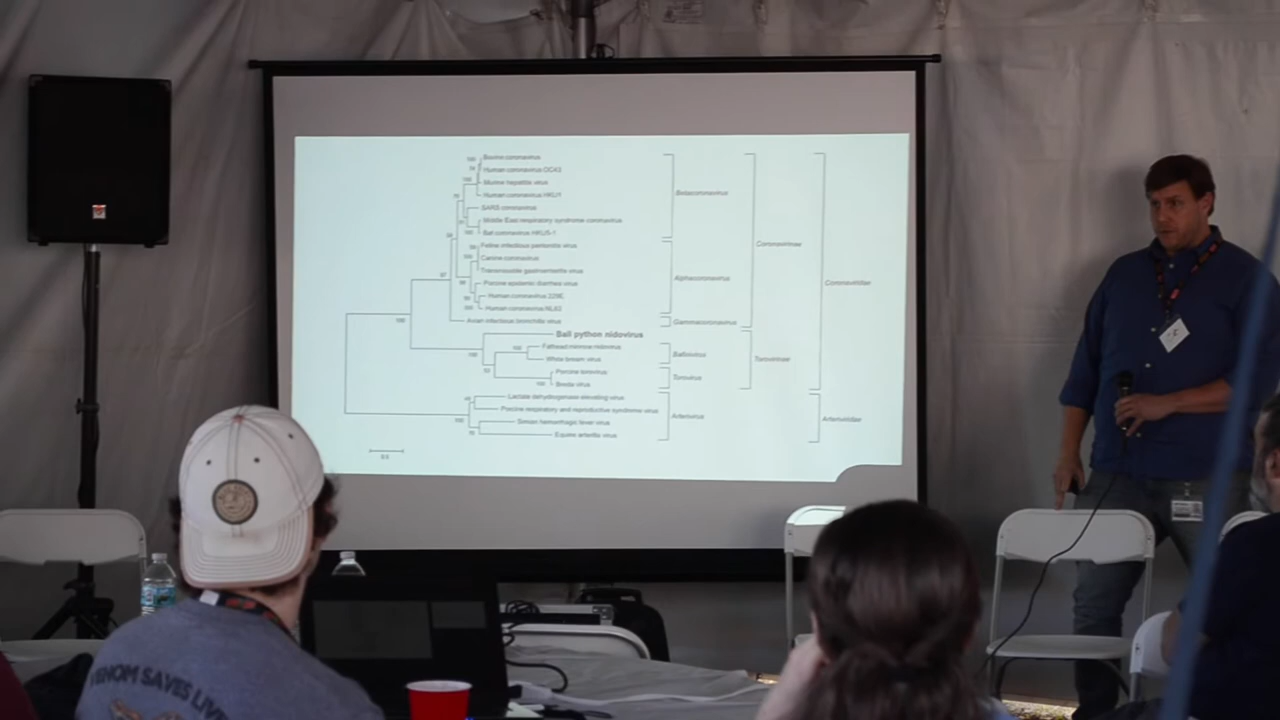 Bovine coronavirus
Human coronavirus OC43
Murine hepatitis virus
Human coronavirus HKU1
SARS coronavirus
Middle East respiratory syndrome coronavirus
Bat coronavirus HKU5-1
Feline infectious peritonitis virus
Canine coronavirus
Transmissible gastroenteritis virus
Porcine epidemic diarrhea virus
Human coronavirus 229E
Human coronavirus NL63
Avian infectious bronchitis virus
Ball python nidovirus
Fathead minnow nidovirus
White bream virus
Porcine torovirus
Breda virus
Lactate dehydrogenase elevating virus
Porcine respiratory and reproductive syndrome virus
Simian hemorrhagic fever virus
Equine arteritis virus
Betacoronavirus
Alphacoronavirus
Gammacoronavirus
Bafinivirus
Torovirus
Arterivirus
Coronavirinae
Torovirinae
Coronaviridae
Arteriviridae
VENOM SAVES LIVE